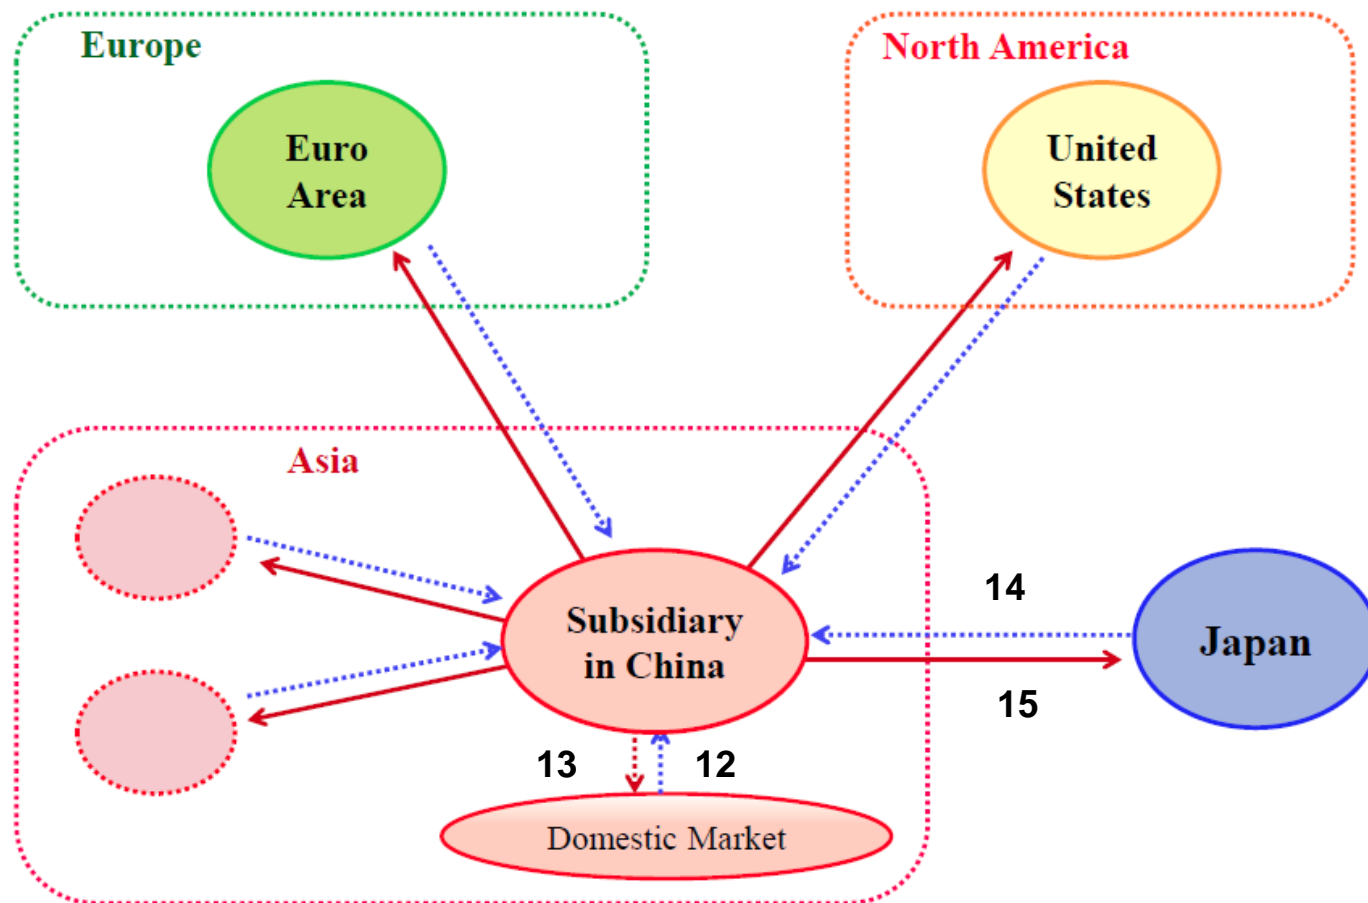 Europe
North America
Euro
Area
United
States
Asia
14
Subsidiary
in China
Japan
15
13
12
Domestic Market